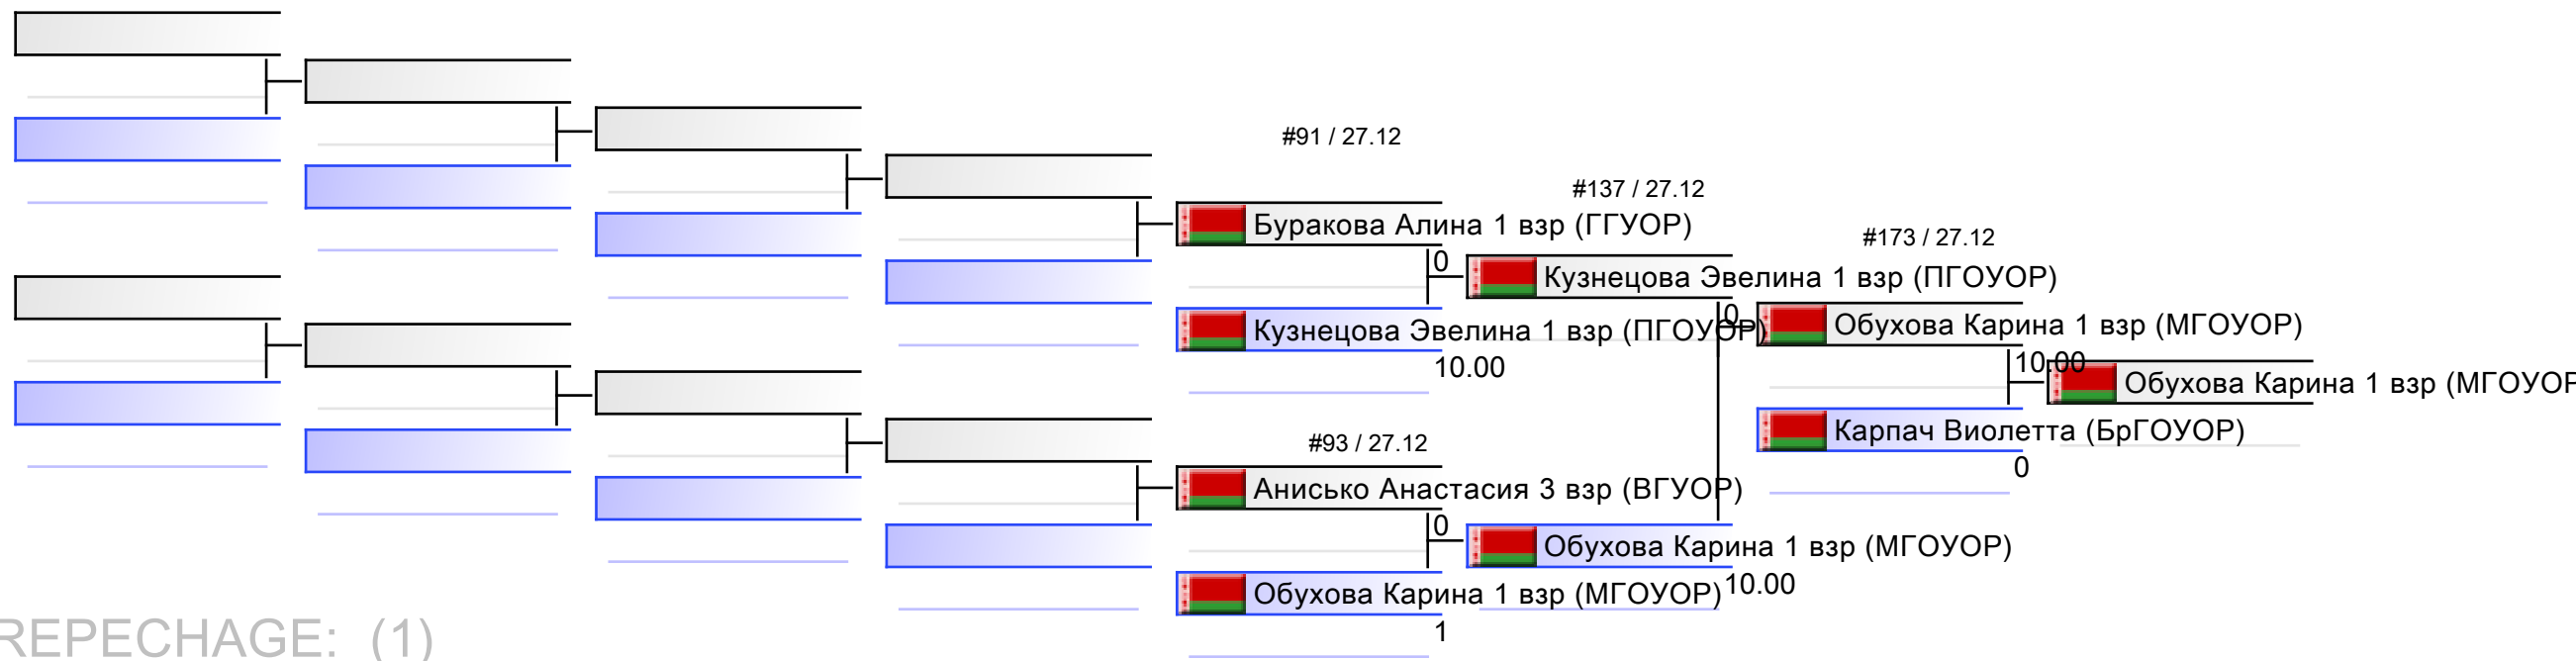 #91 / 27.12
#137 / 27.12
Буракова Алина 1 взр (ГГУОР)
#173 / 27.12
0
Кузнецова Эвелина 1 взр (ПГОУОР)
Кузнецова Эвелина 1 взр (ПГОУОР)
0
Обухова Карина 1 взр (МГОУОР)
10.00
10.00
Обухова Карина 1 взр (МГОУОР
Карпач Виолетта (БрГОУОР)
#93 / 27.12
0
Анисько Анастасия 3 взр (ВГУОР)
0
Обухова Карина 1 взр (МГОУОР)
Обухова Карина 1 взр (МГОУОР)
10.00
1
REPECHAGE: (1)